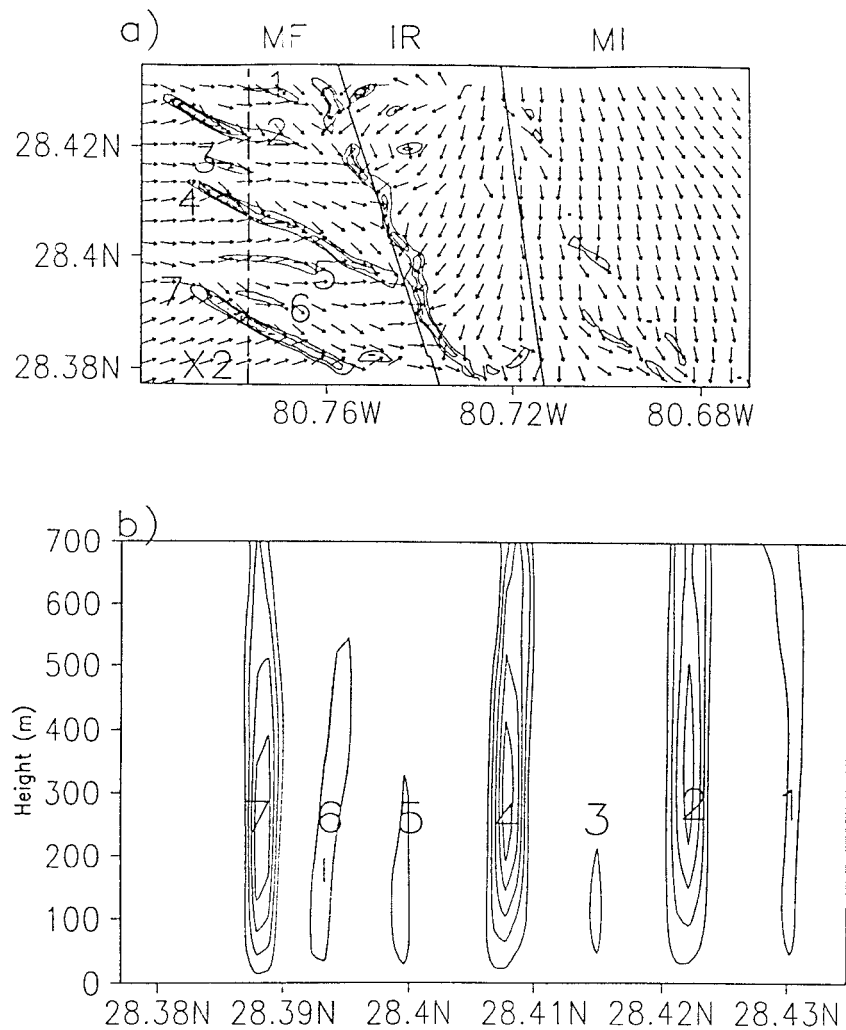 a) MF IR MI
1
28.42N 2
3
4
28.4N
5
7 6
28.38N X2
80.76W 80.72W 80.68W
b)
700
600
500
400
300
7 6 5 4 3 2 1
200
100
0
Height (m)
28.38N 28.39N 28.4N 28.41N 28.42N 28.43N